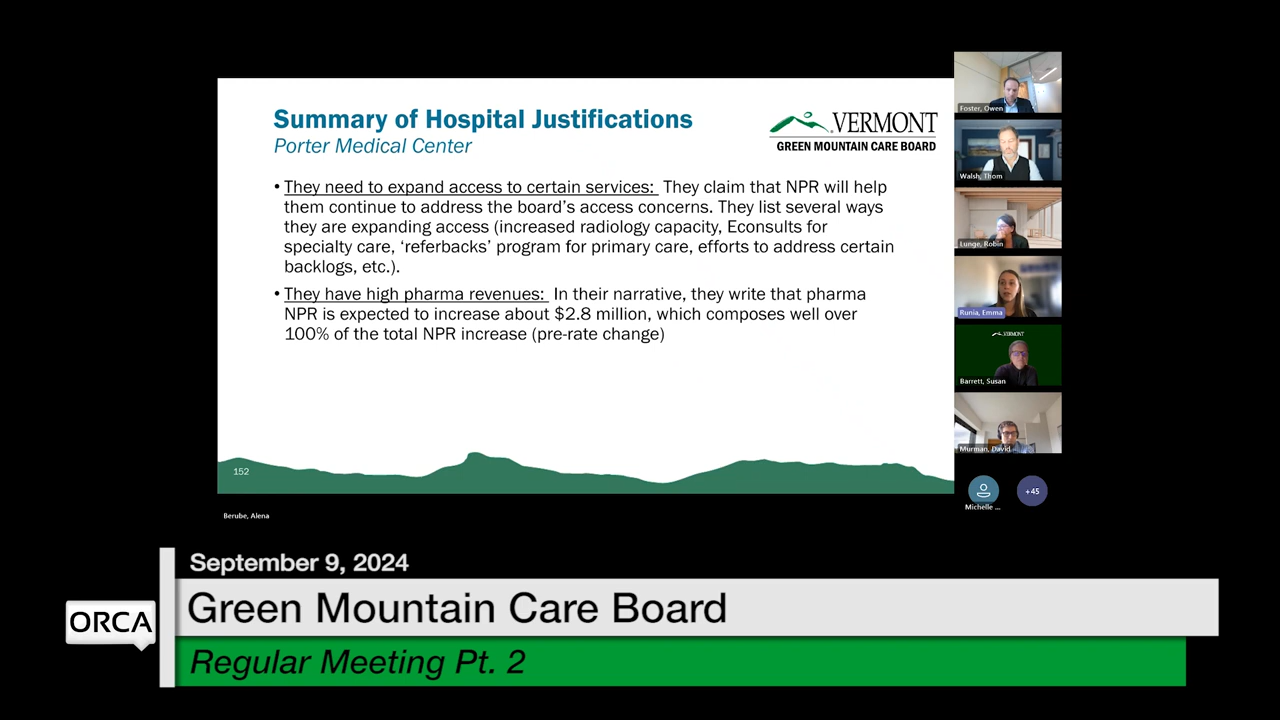 Summary of Hospital Justifications
Porter Medical Center
VERMONT
GREEN MOUNTAIN CARE BOARD
• They need to expand access to certain services: They claim that NPR will help
them continue to address the board’s access concerns. They list several ways
they are expanding access (increased radiology capacity, Econsults for
specialty care, ‘referbacks’ program for primary care, efforts to address certain
backlogs, etc.).
• They have high pharma revenues: In their narrative, they write that pharma
NPR is expected to increase about $2.8 million, which composes well over
100% of the total NPR increase (pre-rate change)
152
Berube, Alena
Foster, Owen
Walsh, Thom
Lunge, Robin
Runia, Emma
VERMONT
Barrett, Susan
Murman, David
Michelle ...
+45
September 9, 2024
ORCA
Green Mountain Care Board
Regular Meeting Pt. 2